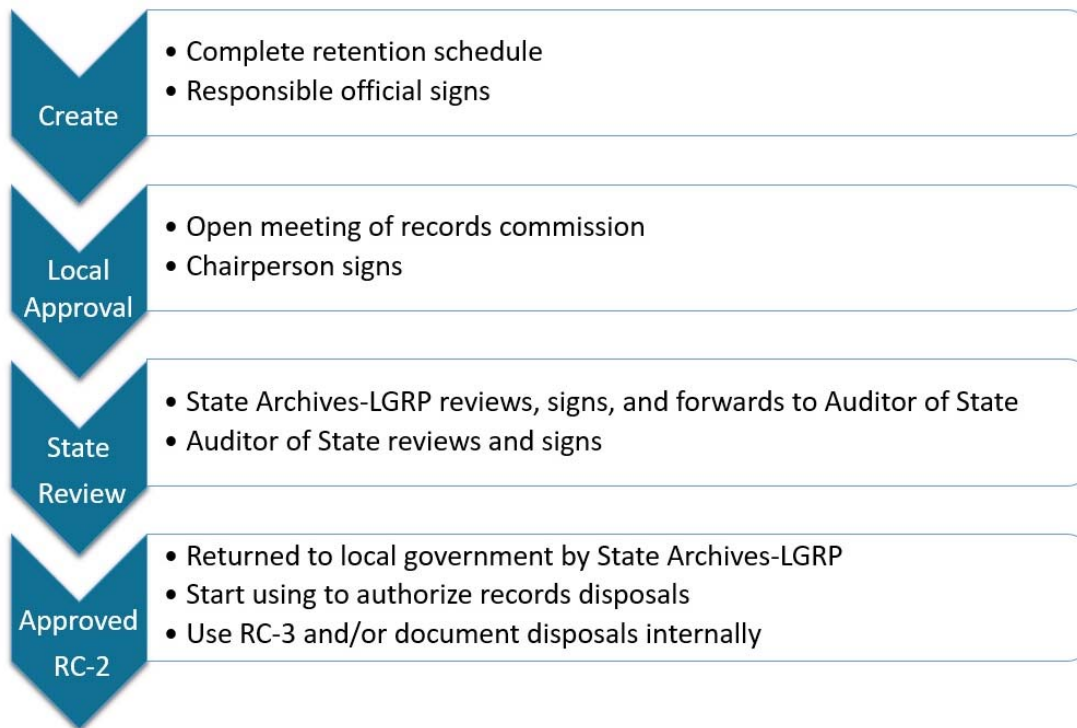 Create
• Complete retention schedule
• Responsible official signs
Local
Approval
• Open meeting of records commission
• Chairperson signs
State
Review
• State Archives-LGRP reviews, signs, and forwards to Auditor of State
• Auditor of State reviews and signs
Approved
RC-2
• Returned to local government by State Archives-LGRP
• Start using to authorize records disposals
• Use RC-3 and/or document disposals internally